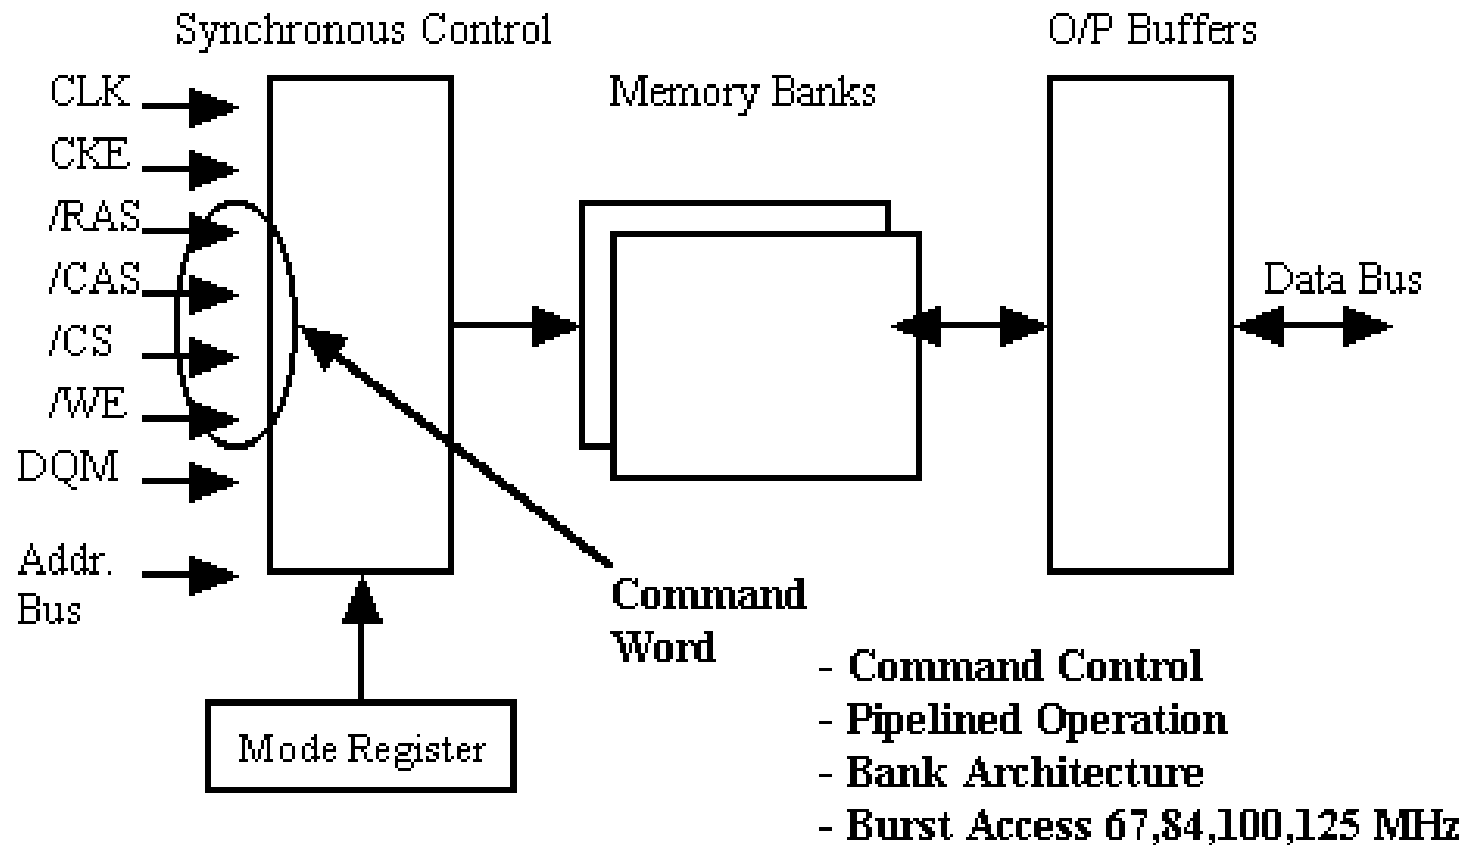 Synchronous Control
O/P Buffers
Memory Banks
CLK
CKE
/RAS
/CAS
/CS
/WE
DQM
Addr.
Bus
Data Bus
Command
Word
Mode Register
- Command Control
- Pipelined Operation
- Bank Architecture
- Burst Access 67,84,100,125 MHz